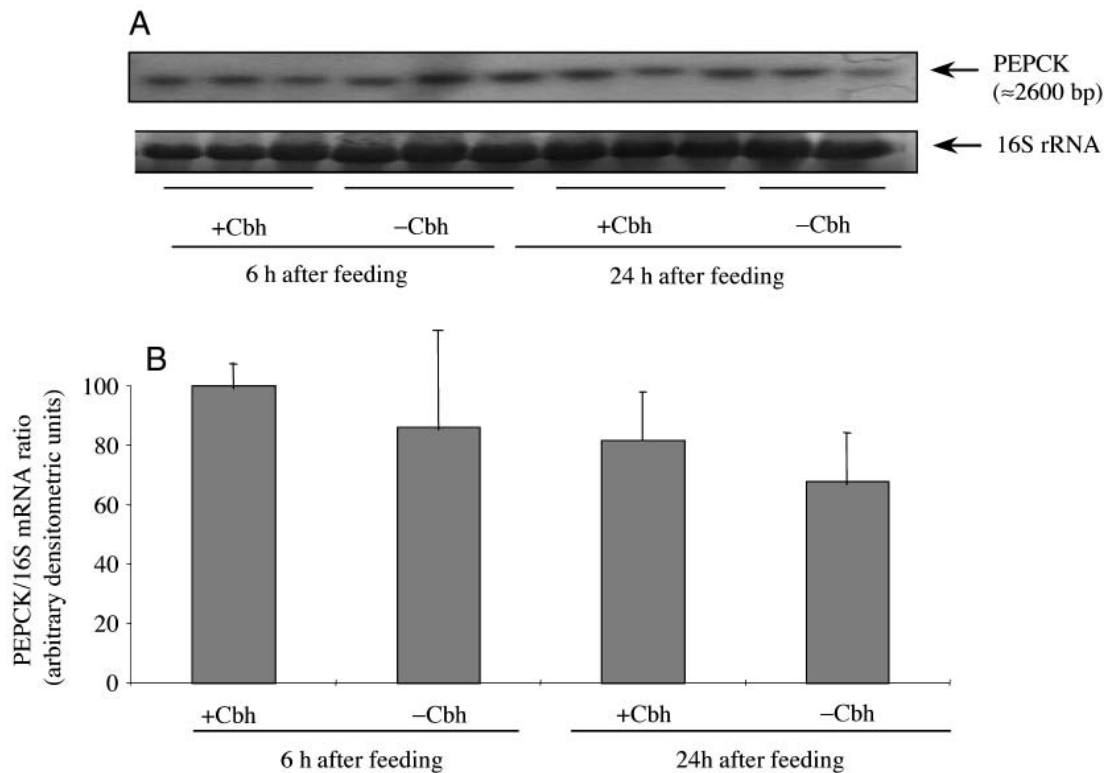 A
PEPCK
(≈2600 bp)
16S rRNA
+Cbh –Cbh +Cbh –Cbh
6 h after feeding 24 h after feeding
B
PEPCK/16S mRNA ratio
(arbitrary densitometric units)
100
80
60
40
20
0
+Cbh –Cbh +Cbh –Cbh
6 h after feeding 24h after feeding